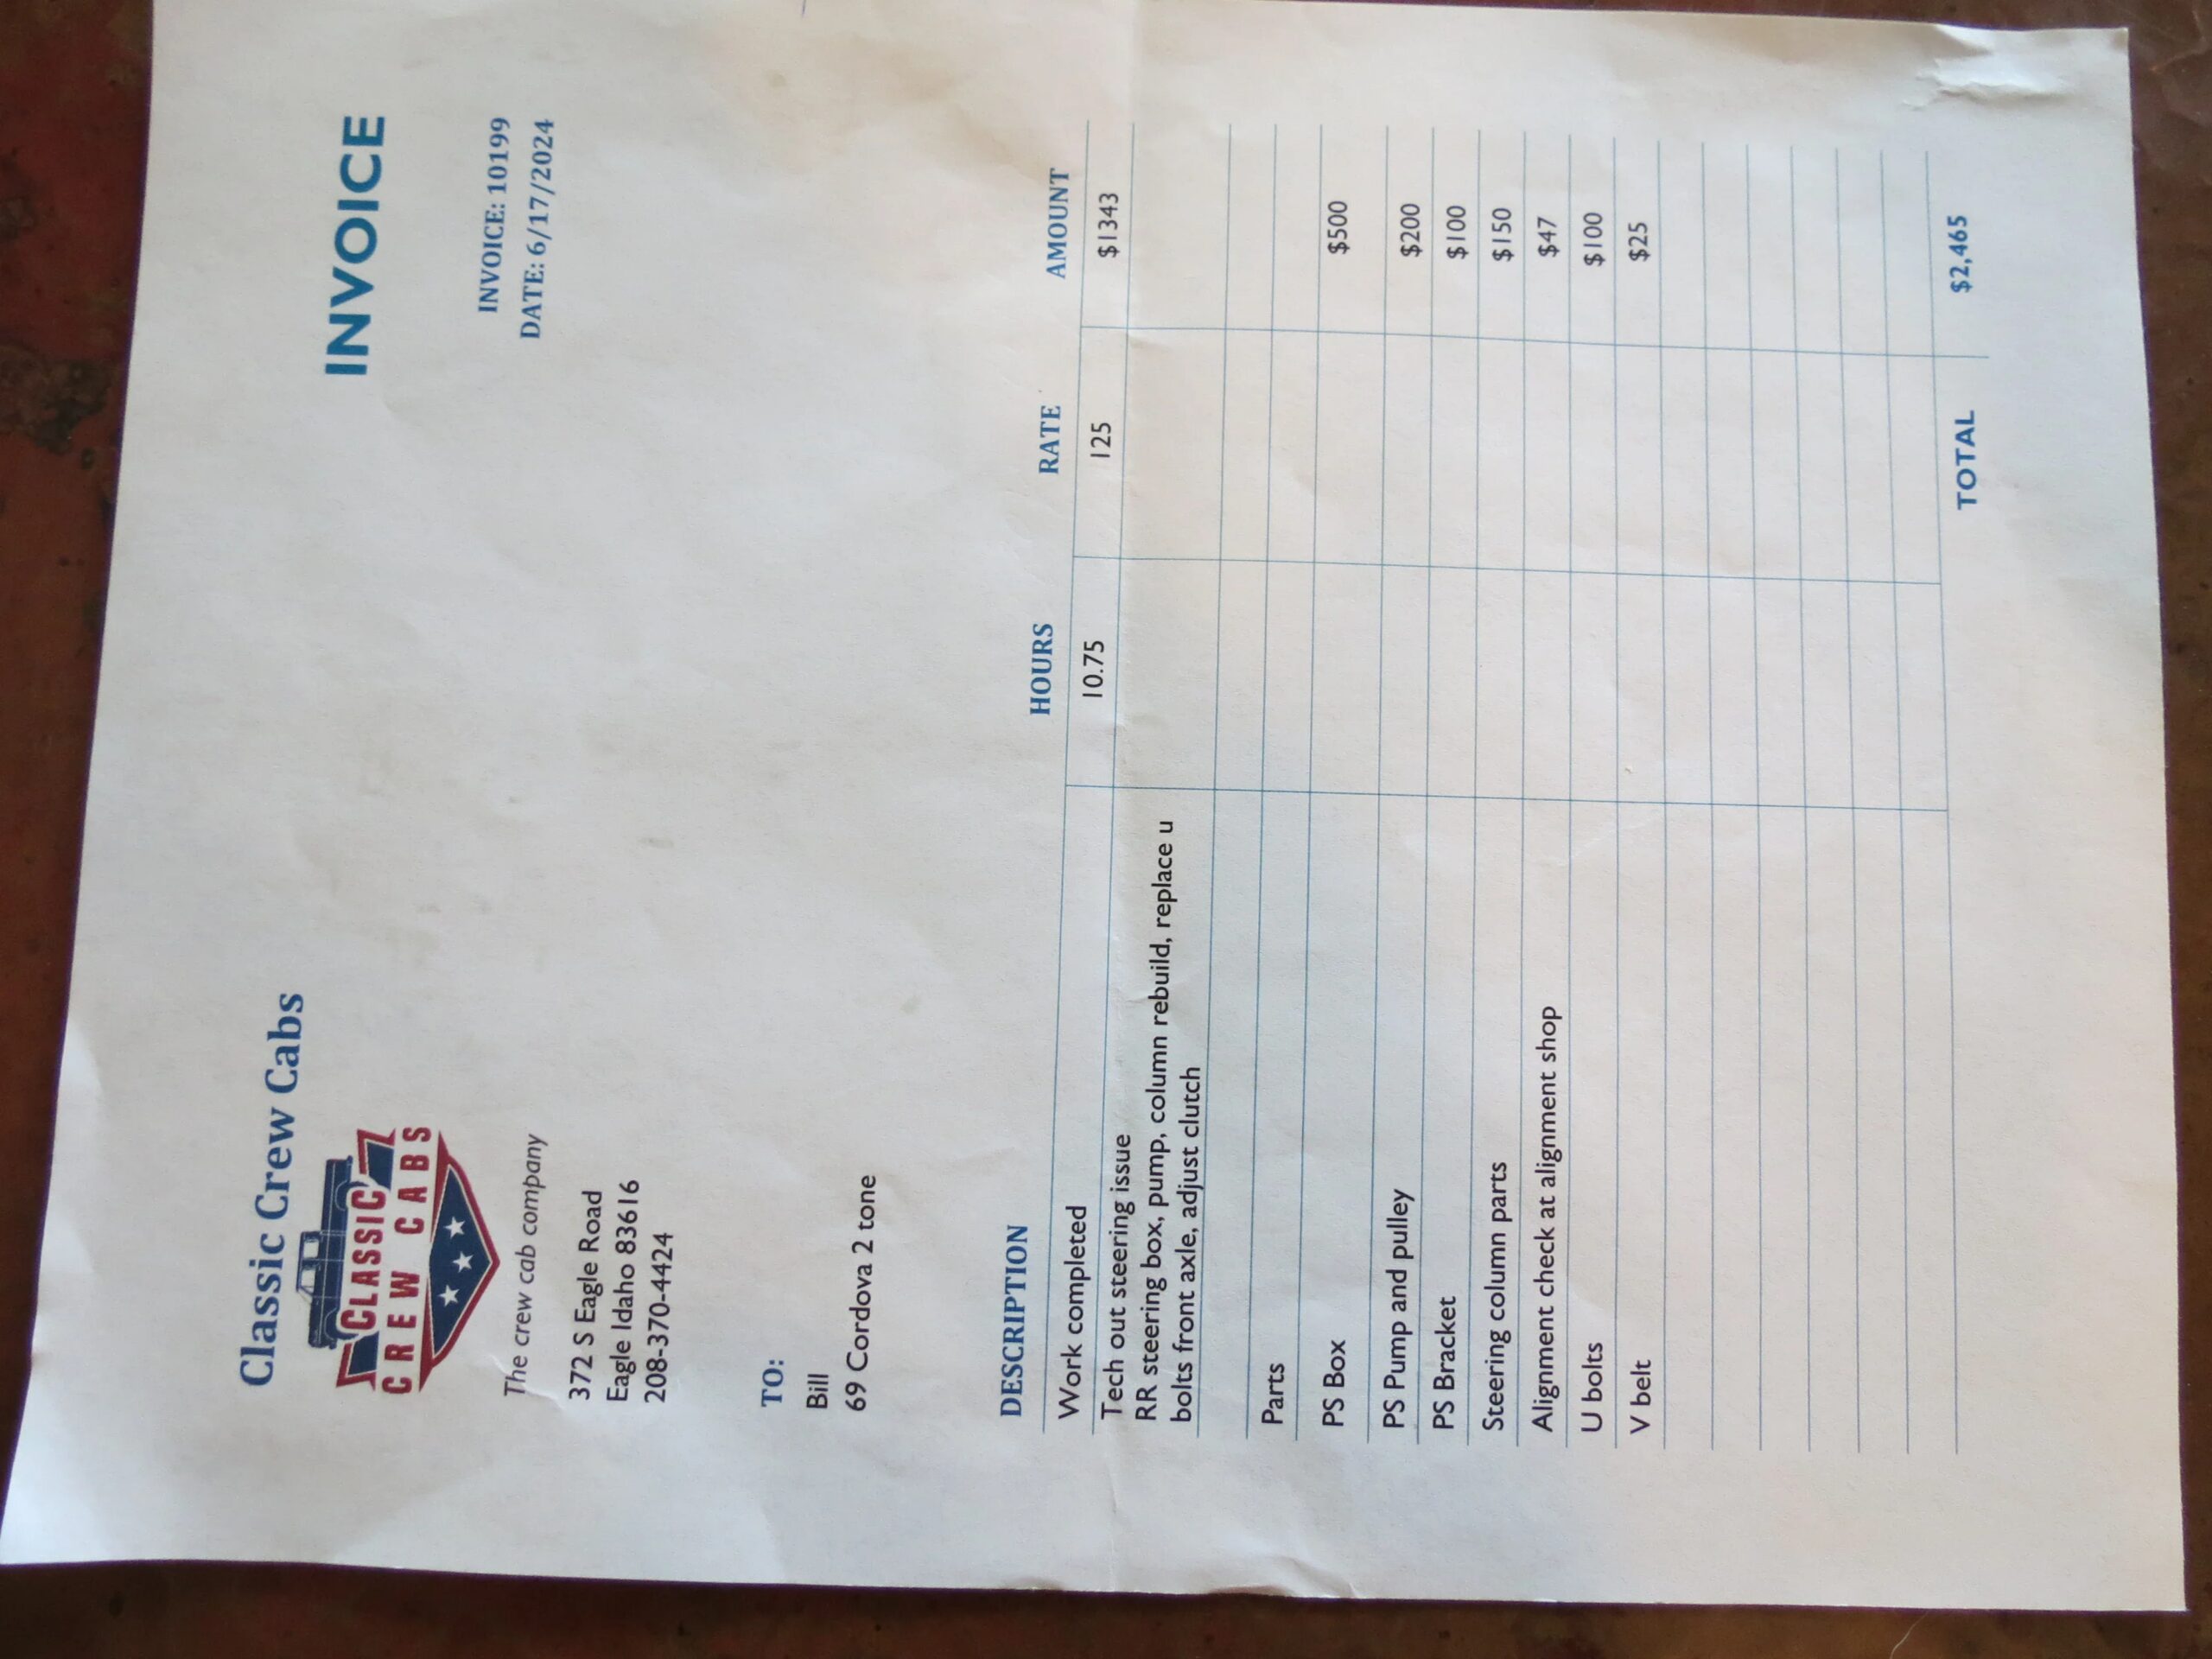 Classic Crew Cabs
CLASSIC
CREW CABS
The crew cab company
372 S Eagle Road
Eagle Idaho 83616
208-370-4424
INVOICE
INVOICE: 10199
DATE: 6/17/2024
TO:
Bill
69 Cordova 2 tone
DESCRIPTION HOURS RATE AMOUNT
Work completed 10.75 125 $1343
Tech out steering issue
RR steering box, pump, column rebuild, replace u
bolts front axle, adjust clutch
Parts
PS Box $500
PS Pump and pulley $200
PS Bracket $100
Steering column parts $150
Alignment check at alignment shop $47
U bolts $100
V belt $25
TOTAL $2,465